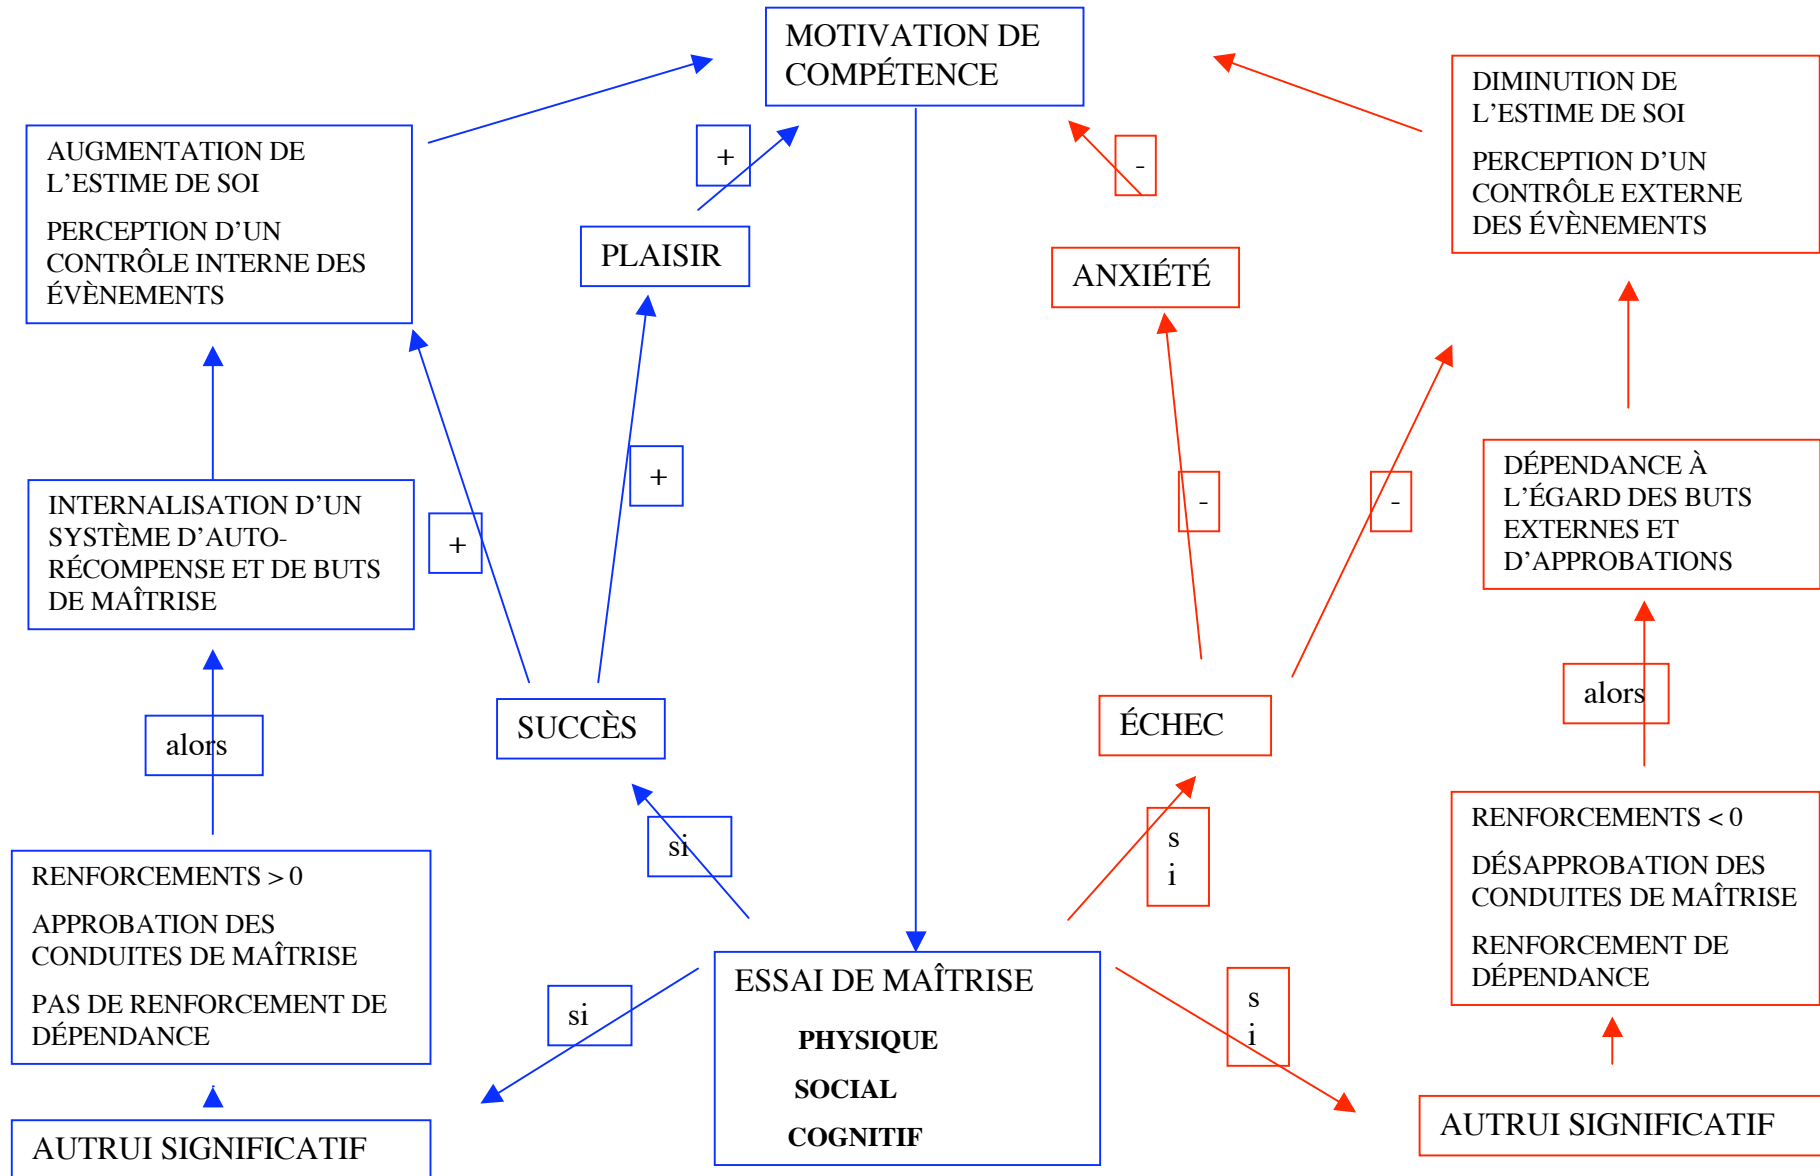 MOTIVATION DE
COMPÉTENCE
DIMINUTION DE
L’ESTIME DE SOI
PERCEPTION D’UN
CONTRÔLE EXTERNE
DES ÉVÈNEMENTS
AUGMENTATION DE
L’ESTIME DE SOI
PERCEPTION D’UN
CONTRÔLE INTERNE DES
ÉVÈNEMENTS
+
-
PLAISIR
ANXIÉTÉ
INTERNALISATION D’UN
SYSTÈME D’AUTO-
RÉCOMPENSE ET DE BUTS
DE MAÎTRISE
+
+
-
-
DÉPENDANCE À
L’ÉGARD DES BUTS
EXTERNES ET
D’APPROBATIONS
alors
SUCCÈS
ÉCHEC
alors
si
s
i
RENFORCEMENTS > 0
APPROBATION DES
CONDUITES DE MAÎTRISE
PAS DE RENFORCEMENT DE
DÉPENDANCE
RENFORCEMENTS < 0
DÉSAPPROBATION DES
CONDUITES DE MAÎTRISE
RENFORCEMENT DE
DÉPENDANCE
si
ESSAI DE MAÎTRISE
PHYSIQUE
SOCIAL
COGNITIF
s
i
AUTRUI SIGNIFICATIF
AUTRUI SIGNIFICATIF